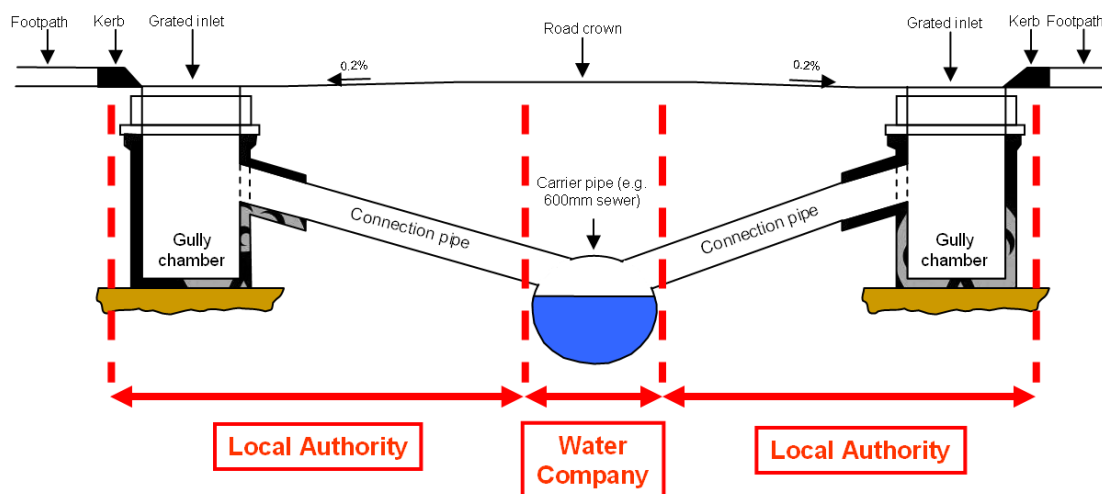 Footpath
Kerb
Grated inlet
Road crown
Grated inlet
Kerb
Footpath
0.2%
0.2%
Carrier pipe (e.g.
600mm sewer)
Connection pipe
Connection pipe
Gully
chamber
Gully
chamber
Local Authority
Water
Company
Local Authority